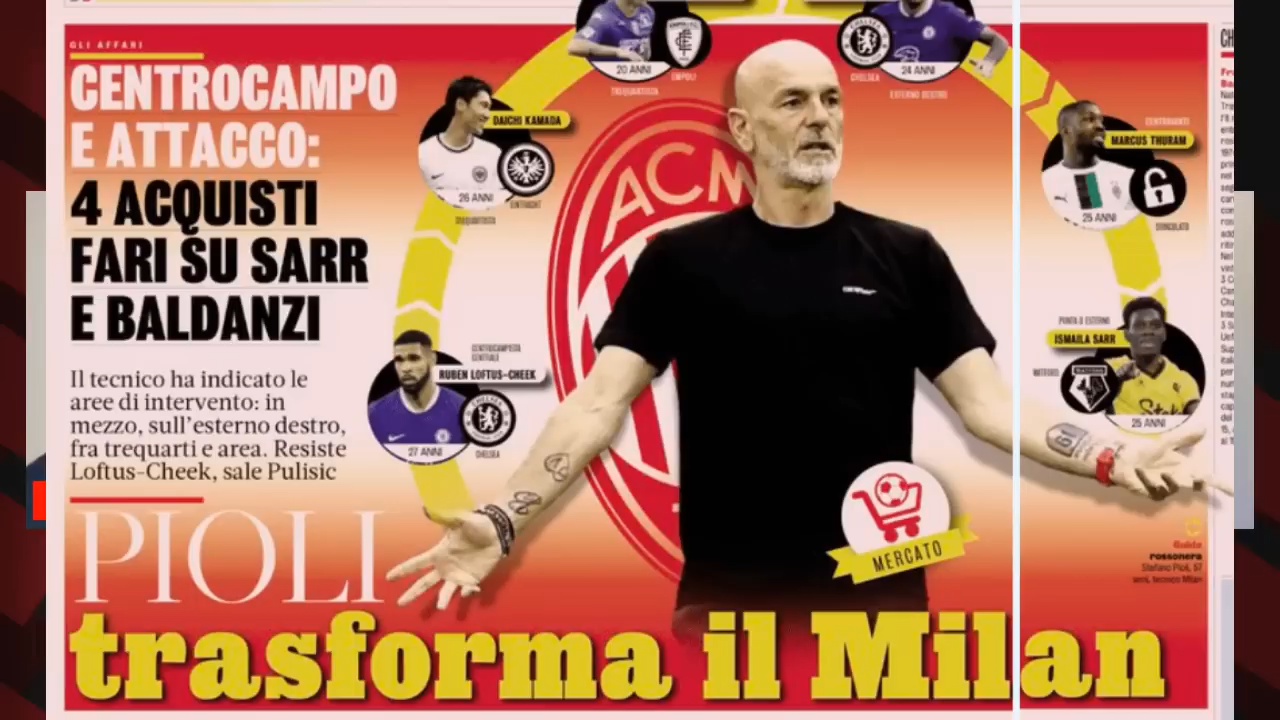 GLI AFFARI
CENTROCAMPO
E ATTACCO:
4 ACQUISTI
FARI SU SARR
E BALDANZI
Il tecnico ha indicato le
aree di intervento: in
mezzo, sull'esterno destro,
fra trequarti e area. Resiste
Loftus-Cheek, sale Pulisic
PIOLI
trasforma il Milan
20 ANNI
EMPOLI
TREQUARTISTA
CHELSEA
24 ANNI
ESTERNO DESTRO
DAICHI KAMADA
26 ANNI
EINTRACHT
TREQUARTISTA
CENTROCAMPISTA
CENTRALE
RUBEN LOFTUS-CHEEK
27 ANNI
CHELSEA
ACM
CENTRAVANTI
MARCUS THURAM
25 ANNI
SVINCOLATO
PUNTA O ESTERNO
ISMAILA SARR
WATFORD
25 ANNI
MERCATO
Guida
rossonera
Stefano Pioli, 57
anni, tecnico Milan